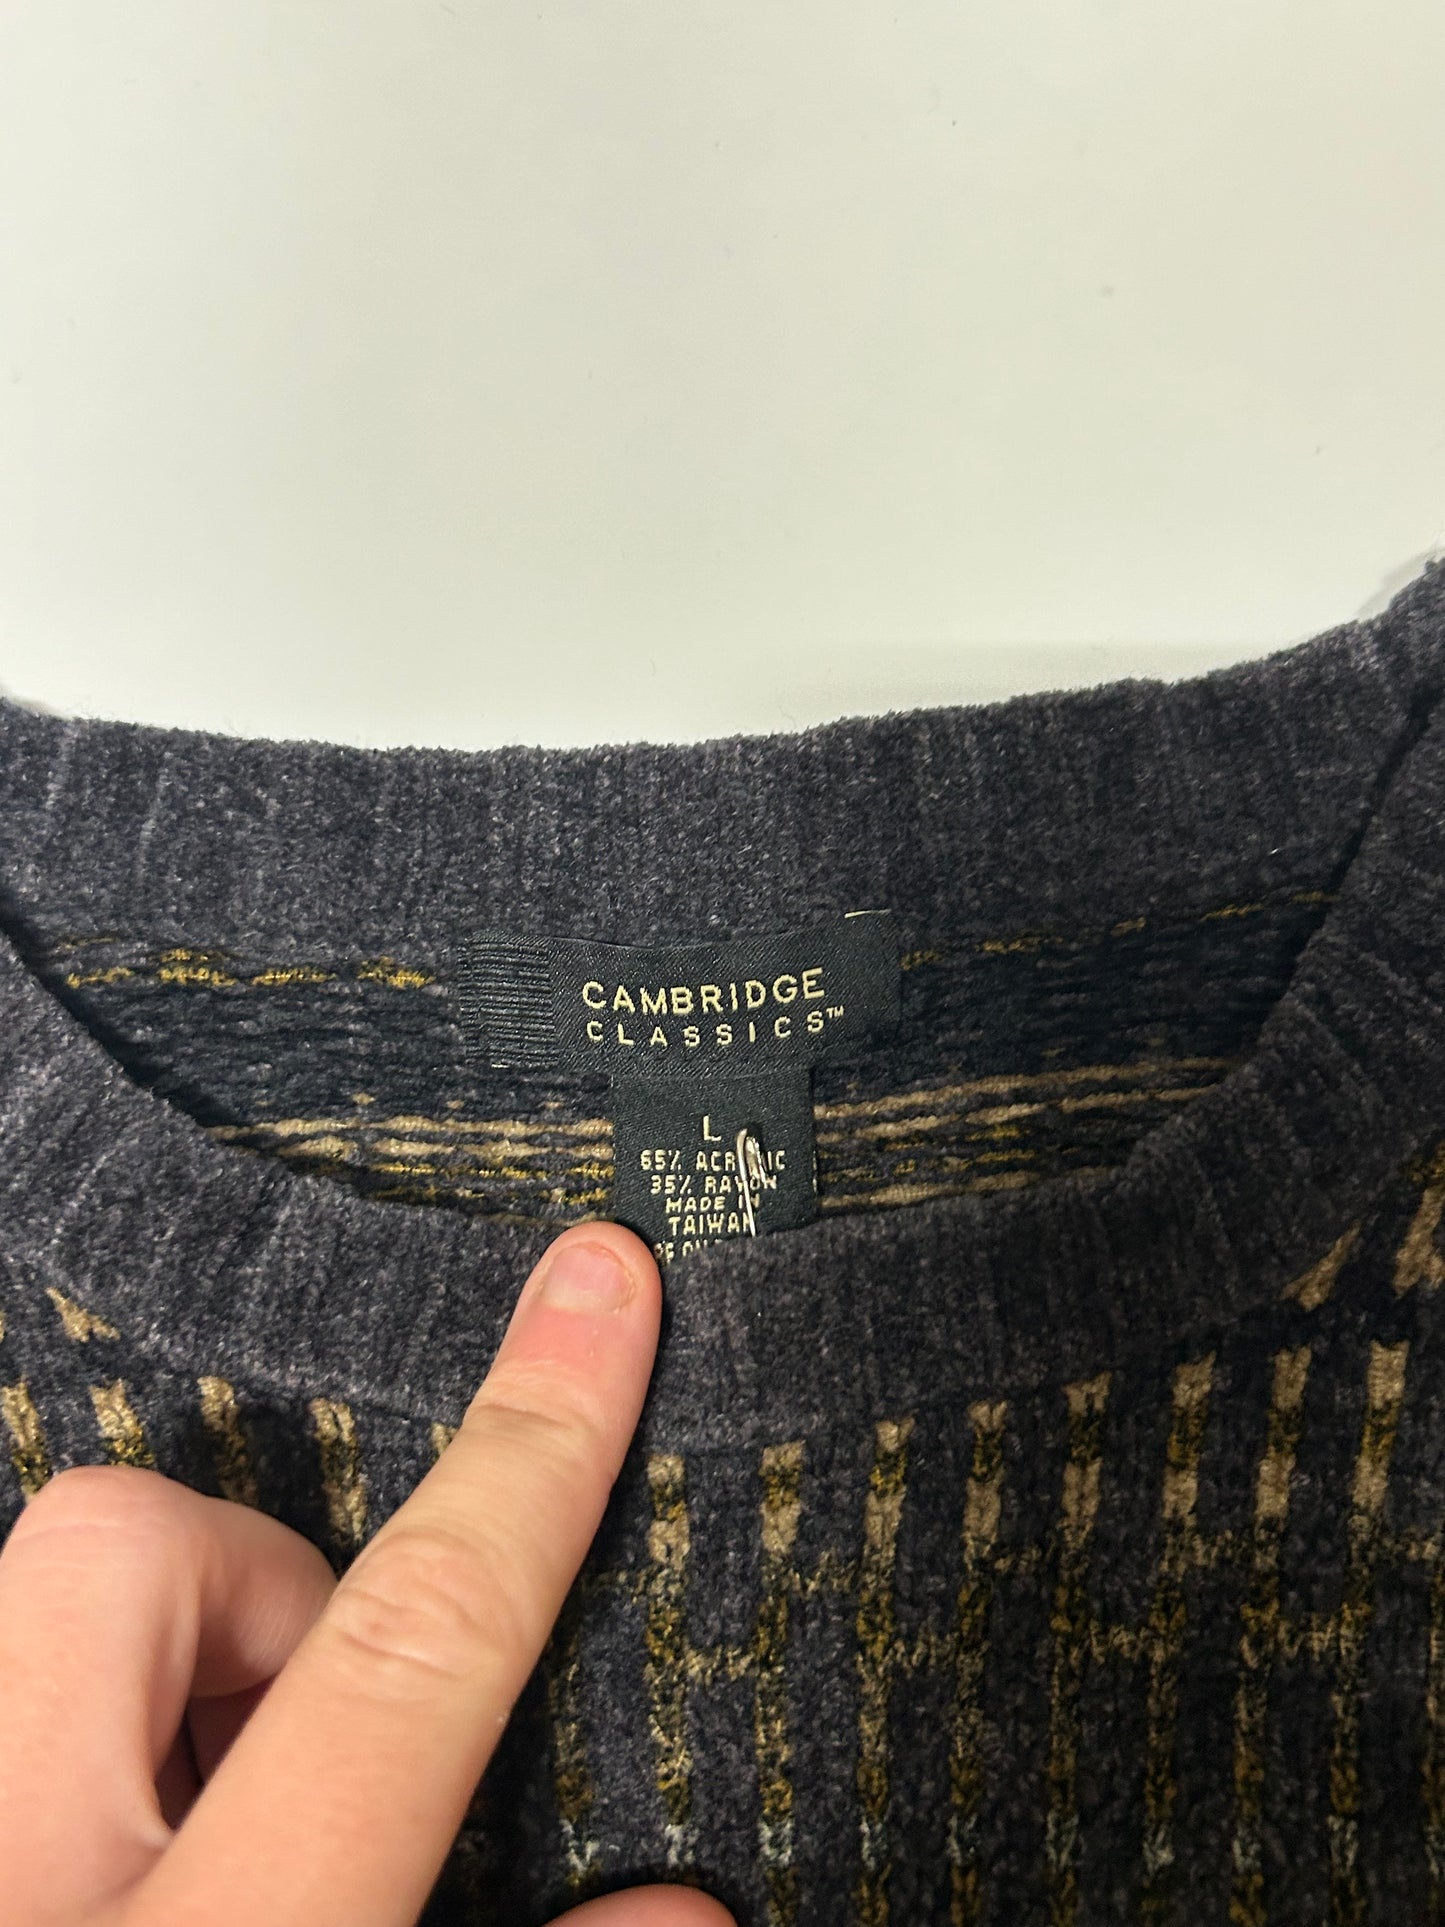 CAMBRIDGE
CLASSICS™
L
65% ACRYLIC
35% RAYON
MADE IN
TAIWAN